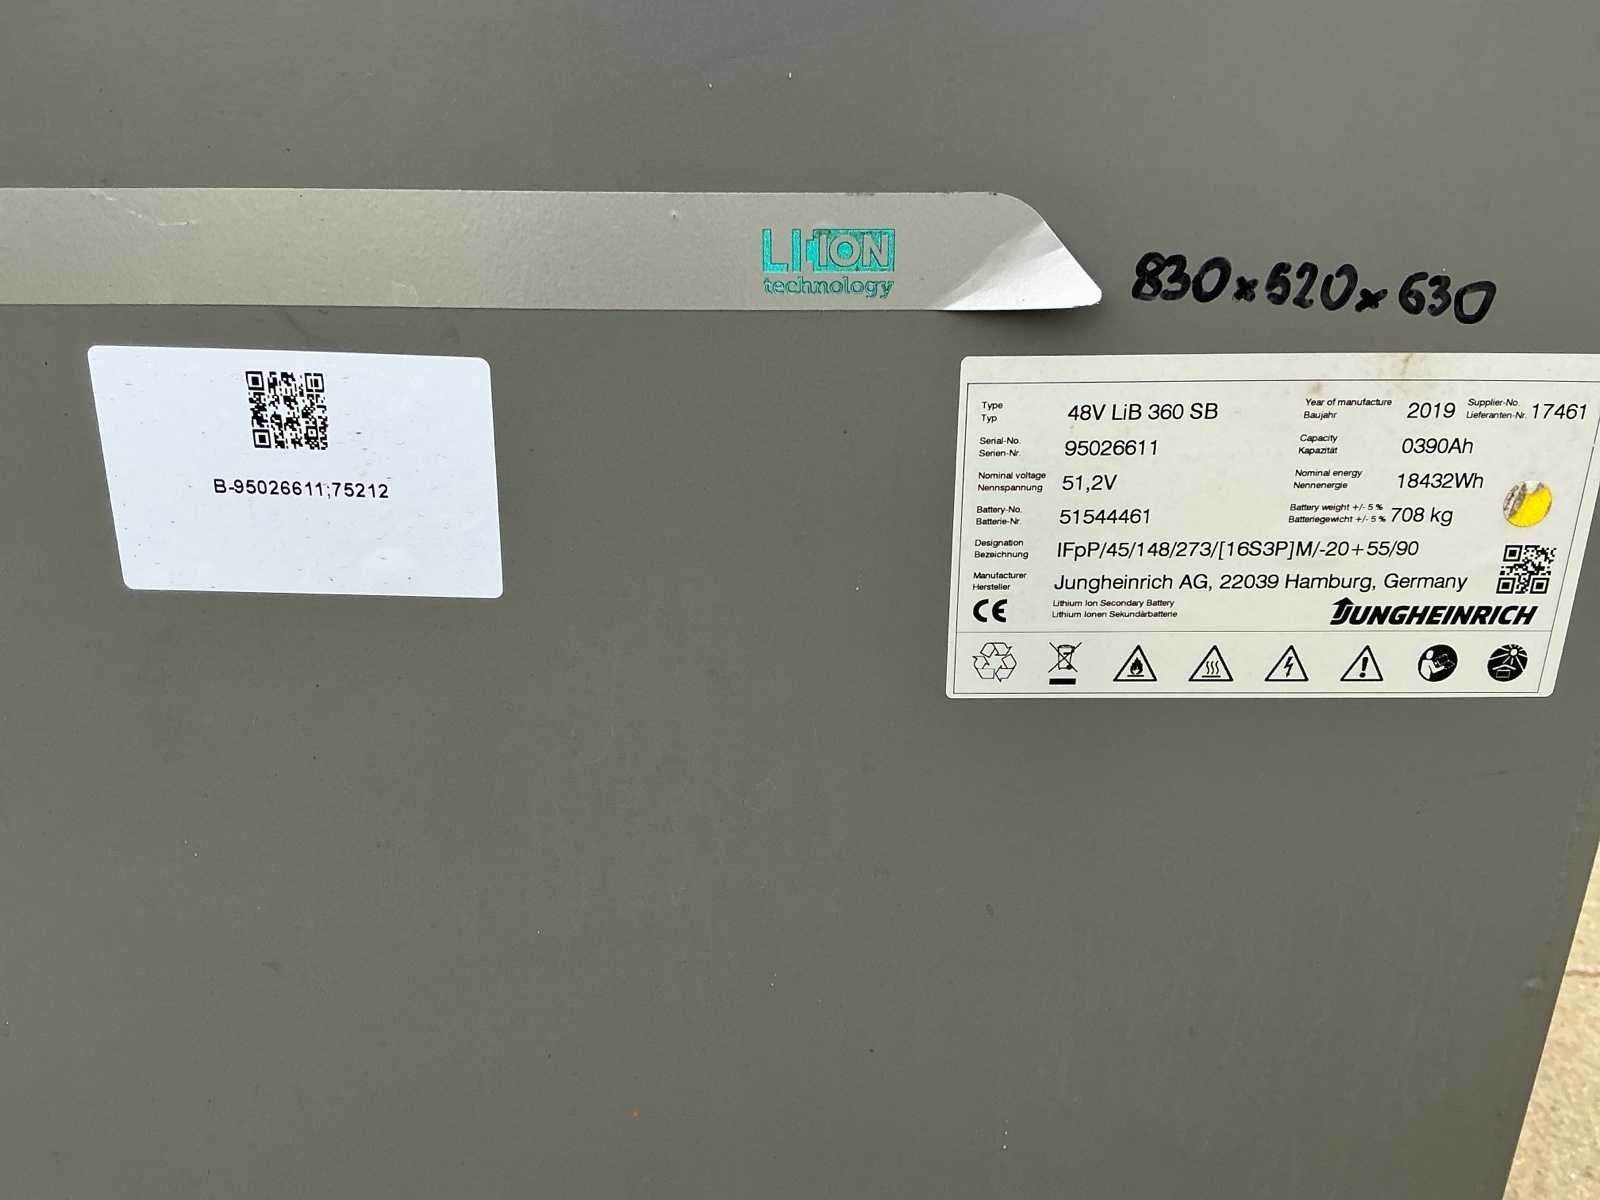 LI-ION
technology
830 x 520 x 630
B-95026611;75212
Type
Typ
48V LiB 360 SB
Year of manufacture
Baujahr
2019
Supplier-No.
Lieferanten-Nr.
17461
Serial-No.
Serien-Nr.
95026611
Capacity
Kapazität
0390Ah
Nominal voltage
Nennspannung
51,2V
Nominal energy
Nennenergie
18432Wh
Battery-No.
Batterie-Nr.
51544461
Battery weight +/- 5 %
Batteriegewicht +/- 5 %
708 kg
Designation
Bezeichnung
IFpP/45/148/273/[16S3P]M/-20+55/90
Manufacturer
Hersteller
Jungheinrich AG, 22039 Hamburg, Germany
CE
Lithium Ion Secondary Battery
Lithium Ionen Sekundärbatterie
JUNGHEINRICH